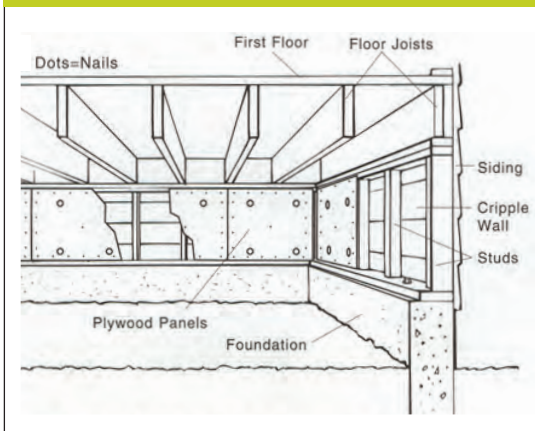 First Floor
Floor Joists
Dots=Nails
Siding
Cripple
Wall
Studs
Plywood Panels
Foundation